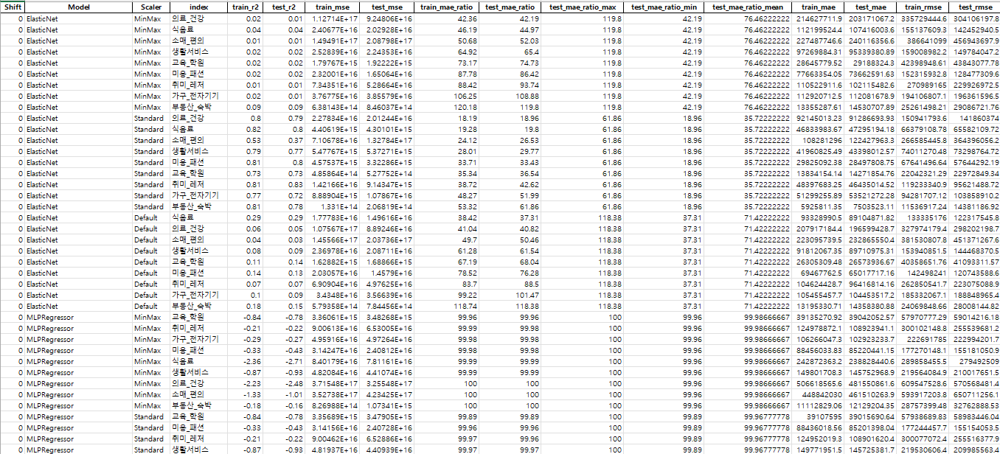 Shift Model Scaler index train_r2 test_r2 train_mse test_mse train_mae_ratio test_mae_ratio test_mae_ratio_max test_mae_ratio_min test_mae_ratio_mean train_mae test_mae train_rmse test_rmse
0 ElasticNet MinMax 의료_건강 0.02 0.01 1.12714E+17 9.24806E+16 42.36 42.19 119.8 42.19 76.46222222 214627711.9 203171067.2 335729444.6 304106197.8
0 ElasticNet MinMax 식음료 0.04 0.04 2.40677E+16 2.02928E+16 46.19 44.97 119.8 42.19 76.46222222 112199524.4 107416003.6 155137609.3 142452940.5
0 ElasticNet MinMax 소매_편의 0.01 0.01 1.49491E+17 2.08798E+17 50.68 52.03 119.8 42.19 76.46222222 227487746.6 240116356.6 386641099 456943697.9
0 ElasticNet MinMax 생활서비스 0.02 0.02 2.52839E+16 2.24353E+16 64.92 65.4 119.8 42.19 76.46222222 97269884.31 95339380.89 159008982.2 149784047.2
0 ElasticNet MinMax 교육_학원 0.02 0.02 1.79767E+15 1.92222E+15 73.17 74.73 119.8 42.19 76.46222222 28645779.52 29188324.3 42398948.61 43843077.78
0 ElasticNet MinMax 미용_패션 0.02 0.02 2.32001E+16 1.65064E+16 87.78 86.42 119.8 42.19 76.46222222 77663354.05 73662591.63 152315932.8 128477309.6
0 ElasticNet MinMax 취미_레저 0.01 0.01 7.34351E+16 5.28664E+16 88.42 93.74 119.8 42.19 76.46222222 110522911.6 102115482.6 270989165 229926972.5
0 ElasticNet MinMax 가구_전자기기 0.02 0.01 3.76775E+16 3.85579E+16 106.25 108.88 119.8 42.19 76.46222222 112920712.5 112081678.9 194106807.1 196361596.5
0 ElasticNet MinMax 부동산_숙박 0.09 0.09 6.38143E+14 8.46037E+14 120.18 119.8 119.8 42.19 76.46222222 13355287.61 14530707.89 25261498.21 29086721.76
0 ElasticNet Standard 의료_건강 0.8 0.79 2.27834E+16 2.01244E+16 18.19 18.96 61.86 18.96 35.72222222 92145013.23 91286693.93 150941793.6 141860374
0 ElasticNet Standard 식음료 0.82 0.8 4.40619E+15 4.30101E+15 19.28 19.8 61.86 18.96 35.72222222 46833983.67 47295194.18 66379108.78 65582109.72
0 ElasticNet Standard 소매_편의 0.53 0.37 7.10678E+16 1.32784E+17 24.12 26.53 61.86 18.96 35.72222222 108281296 122427963.3 266585445.8 364396056.2
0 ElasticNet Standard 생활서비스 0.79 0.77 5.47767E+15 5.37271E+15 28.01 29.77 61.86 18.96 35.72222222 41960825.49 43398012.57 74011270.48 73298764.72
0 ElasticNet Standard 미용_패션 0.81 0.8 4.57537E+15 3.32286E+15 33.71 33.43 61.86 18.96 35.72222222 29825092.38 28497808.75 67641496.64 57644292.19
0 ElasticNet Standard 교육_학원 0.73 0.73 4.85864E+14 5.27752E+14 35.34 36.54 61.86 18.96 35.72222222 13834154.14 14271854.76 22042321.29 22972849.34
0 ElasticNet Standard 취미_레저 0.81 0.83 1.42166E+16 9.14347E+15 38.72 42.62 61.86 18.96 35.72222222 48397683.25 46435014.52 119233340.9 95621488.72
0 ElasticNet Standard 가구_전자기기 0.77 0.72 8.88904E+15 1.07867E+16 48.27 51.99 61.86 18.96 35.72222222 51299255.89 53521272.28 94281707.12 103858910.2
0 ElasticNet Standard 부동산_숙박 0.81 0.78 1.331E+14 2.06819E+14 53.32 61.86 61.86 18.96 35.72222222 5925811.35 7503523.11 11536917.24 14381186.92
0 ElasticNet Default 식음료 0.29 0.29 1.77783E+16 1.49616E+16 38.42 37.31 118.38 37.31 71.42222222 93328990.5 89104871.82 133335176 122317545.8
0 ElasticNet Default 의료_건강 0.06 0.05 1.07567E+17 8.89246E+16 41.04 40.82 118.38 37.31 71.42222222 207917184.4 196599428.7 327974179.4 298202198.7
0 ElasticNet Default 소매_편의 0.04 0.03 1.45566E+17 2.03736E+17 49.7 50.46 118.38 37.31 71.42222222 223095739.5 232865550.4 381530807.8 451371267.6
0 ElasticNet Default 생활서비스 0.08 0.09 2.36978E+16 2.08711E+16 61.28 61.54 118.38 37.31 71.42222222 91812067.35 89710975.31 153940851.5 144468370.5
0 ElasticNet Default 교육_학원 0.11 0.14 1.62882E+15 1.68866E+15 67.19 68.04 118.38 37.31 71.42222222 26305309.48 26573936.67 40358651.76 41093311.57
0 ElasticNet Default 미용_패션 0.14 0.13 2.03057E+16 1.4579E+16 78.52 76.28 118.38 37.31 71.42222222 69467762.5 65017717.16 142498241 120743588.6
0 ElasticNet Default 취미_레저 0.07 0.07 6.90904E+16 4.97625E+16 83.7 88.5 118.38 37.31 71.42222222 104624428.7 96416814.16 262850541.7 223075088.9
0 ElasticNet Default 가구_전자기기 0.1 0.09 3.4348E+16 3.56639E+16 99.22 101.47 118.38 37.31 71.42222222 105455457.7 104453517.2 185332067.1 188848965.4
0 ElasticNet Default 부동산_숙박 0.18 0.15 5.79358E+14 7.84456E+14 118.74 118.38 118.38 37.31 71.42222222 13195330.71 14358380.88 24069848.66 28008144.82
0 MLPRegressor MinMax 교육_학원 -0.84 -0.78 3.36061E+15 3.48268E+15 99.96 99.96 100 99.96 99.98666667 39135270.92 39042052.57 57970777.29 59014216.18
0 MLPRegressor MinMax 취미_레저 -0.21 -0.22 9.00613E+16 6.53005E+16 99.99 99.98 100 99.96 99.98666667 124978872.1 108923941.1 300102148.8 255539681.2
0 MLPRegressor MinMax 가구_전자기기 -0.29 -0.27 4.95916E+16 4.97264E+16 99.98 99.98 100 99.96 99.98666667 106266047.3 102923233.7 222691785 222994201.7
0 MLPRegressor MinMax 미용_패션 -0.33 -0.43 3.14247E+16 2.40812E+16 99.98 99.98 100 99.96 99.98666667 88456033.83 85220441.15 177270148.1 155181050.9
0 MLPRegressor MinMax 식음료 -2.36 -2.71 8.40179E+16 7.81161E+16 99.99 99.99 100 99.96 99.98666667 242872363.2 238828440.6 289858455.5 279492509
0 MLPRegressor MinMax 생활서비스 -0.87 -0.93 4.82084E+16 4.41074E+16 99.99 99.99 100 99.96 99.98666667 149801708.3 145752968.9 219564084.9 210017651.5
0 MLPRegressor MinMax 의료_건강 -2.23 -2.48 3.71548E+17 3.25548E+17 100 100 100 99.96 99.98666667 506618565.6 481550861.6 609547528.6 570568481.4
0 MLPRegressor MinMax 소매_편의 -1.33 -1.01 3.52738E+17 4.23425E+17 100 100 100 99.96 99.98666667 448842030 461510263.9 593917203.8 650711256.1
0 MLPRegressor MinMax 부동산_숙박 -0.18 -0.16 8.26988E+14 1.07341E+15 100 100 100 99.96 99.98666667 11112829.06 12129204.35 28757399.48 32762888.53
0 MLPRegressor Standard 교육_학원 -0.84 -0.78 3.35689E+15 3.47905E+15 99.89 99.89 100 99.89 99.96777778 39107595 39015690.64 57938689.83 58983446.04
0 MLPRegressor Standard 미용_패션 -0.33 -0.43 3.14156E+16 2.40728E+16 99.96 99.96 100 99.89 99.96777778 88436018.56 85201398.04 177244457.7 155154053.5
0 MLPRegressor Standard 취미_레저 -0.21 -0.22 9.00462E+16 6.52886E+16 99.97 99.96 100 99.89 99.96777778 124952019.3 108901620.4 300077072.4 255516377.9
0 MLPRegressor Standard 생활서비스 -0.87 -0.93 4.81937E+16 4.40939E+16 99.97 99.97 100 99.89 99.96777778 149771951.5 145725381.7 219530606.4 209985563.4